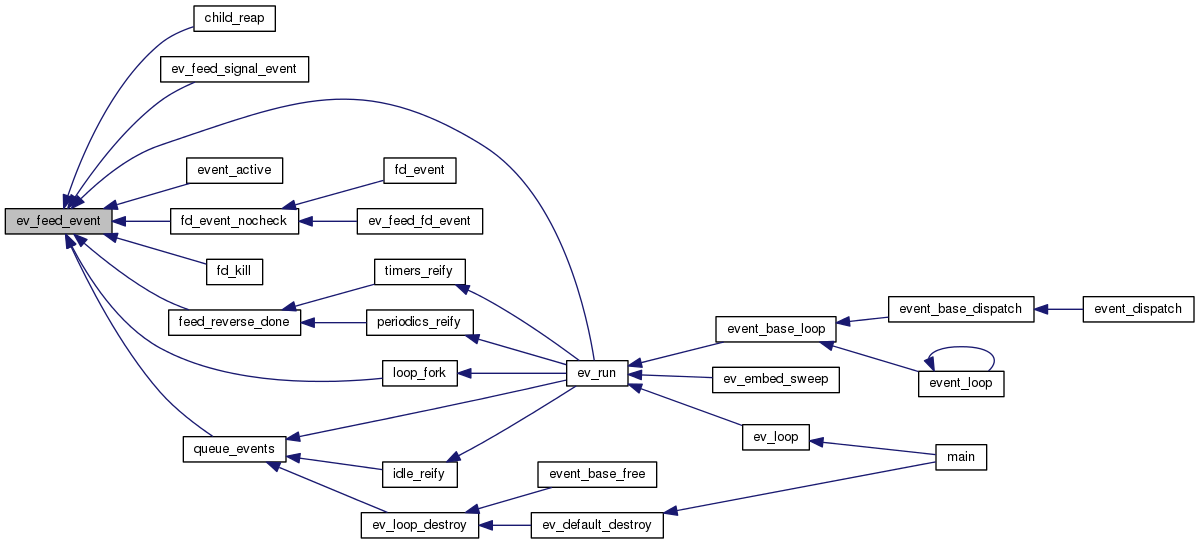 child_reap
ev_feed_signal_event
event_active
fd_event
ev_feed_event
fd_event_nocheck
ev_feed_fd_event
fd_kill
timers_reify
feed_reverse_done
periodics_reify
event_base_loop
event_base_dispatch
event_dispatch
loop_fork
ev_run
ev_embed_sweep
event_loop
queue_events
ev_loop
main
idle_reify
event_base_free
ev_loop_destroy
ev_default_destroy